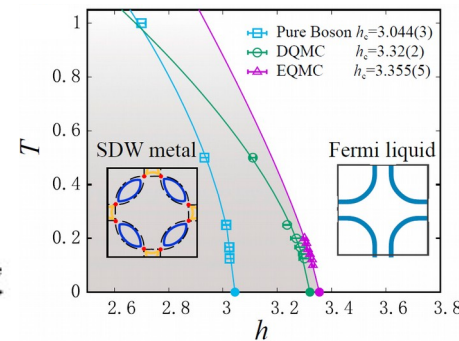 1
0.8
0.6
0.4
0.2
0
T
Pure Boson h_c=3.044(3)
DQMC h_c=3.32(2)
EQMC h_c=3.355(5)
SDW metal
Fermi liquid
2.6 2.8 3 3.2 3.4 3.6 3.8
h